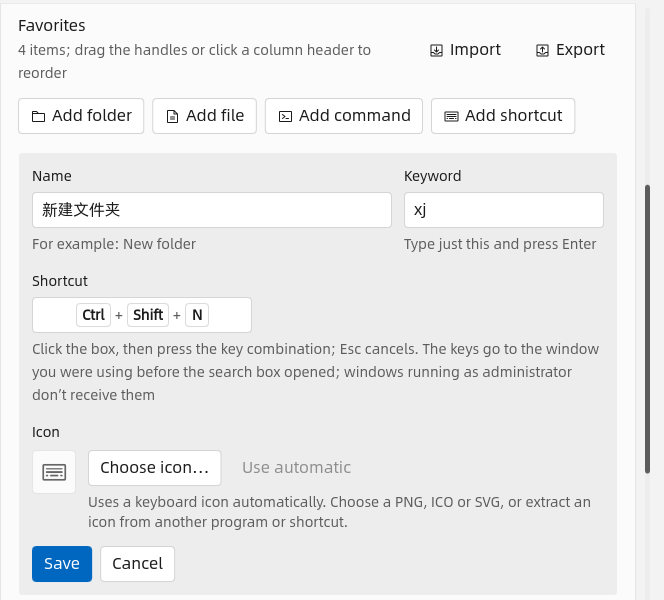 Favorites
4 items; drag the handles or click a column header to
reorder
Import
Export
Add folder
Add file
Add command
Add shortcut
Name
Keyword
新建文件夹
xj
For example: New folder
Type just this and press Enter
Shortcut
Ctrl + Shift + N
Click the box, then press the key combination; Esc cancels. The keys go to the window
you were using before the search box opened; windows running as administrator
don’t receive them
Icon
Choose icon…
Use automatic
Uses a keyboard icon automatically. Choose a PNG, ICO or SVG, or extract an
icon from another program or shortcut.
Save
Cancel